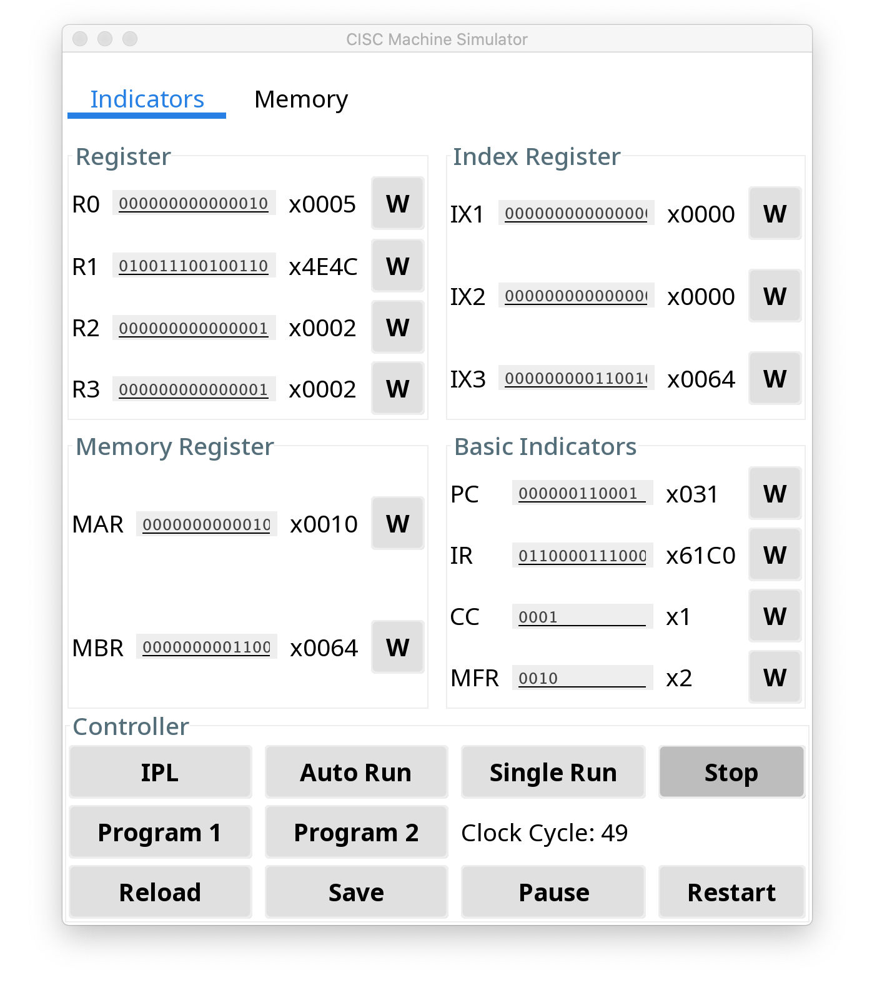 CISC Machine Simulator
Indicators Memory
Register
R0 000000000000010 x0005 W
R1 010011100100110 x4E4C W
R2 000000000000001 x0002 W
R3 000000000000001 x0002 W
Index Register
IX1 00000000000000 x0000 W
IX2 00000000000000 x0000 W
IX3 00000000011001 x0064 W
Memory Register
MAR 0000000000010 x0010 W
MBR 0000000001100 x0064 W
Basic Indicators
PC 000000110001 x031 W
IR 0110000111000 x61C0 W
CC 0001 x1 W
MFR 0010 x2 W
Controller
IPL Auto Run Single Run Stop
Program 1 Program 2 Clock Cycle: 49
Reload Save Pause Restart